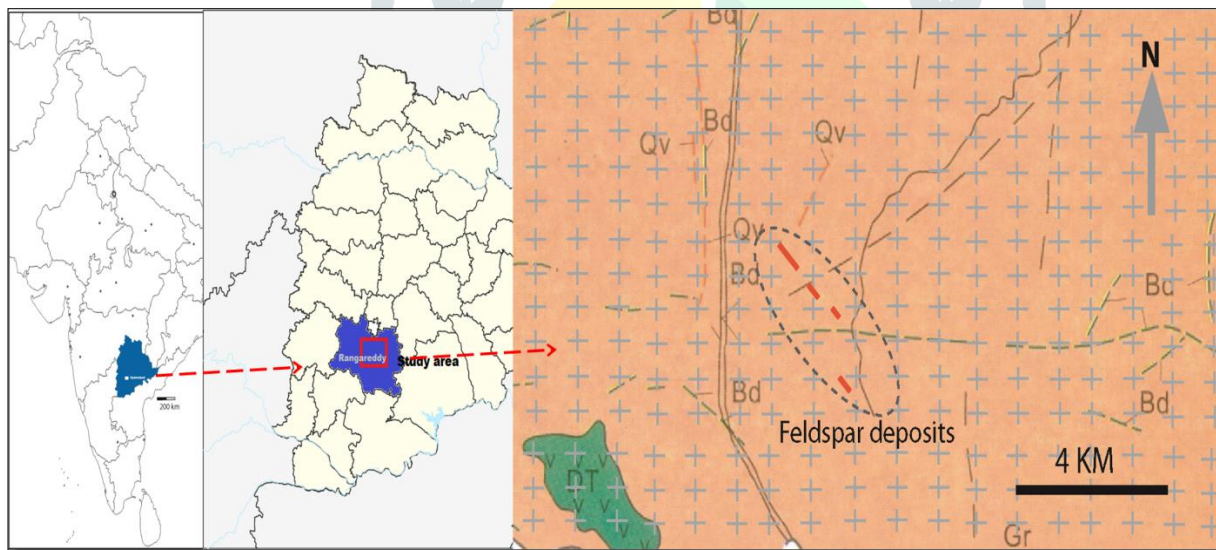 200 km
Rangareddy
Study area
Bd
Bd
Qv
Qv
N
Qy
Bd
Bd
Bd
Bd
Feldspar deposits
4 KM
DT
Gr